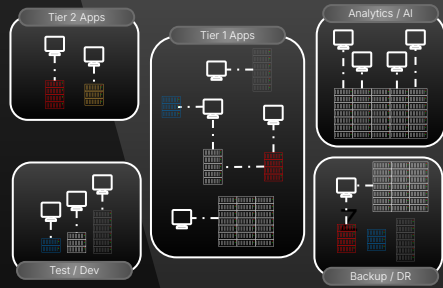 Tier 2 Apps
Tier 1 Apps
Analytics / AI
Test / Dev
Backup / DR